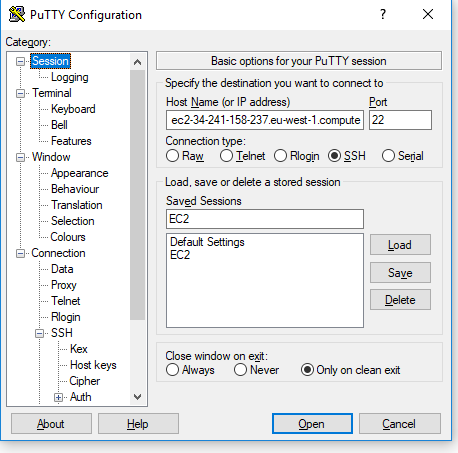 PuTTY Configuration
?
Category:
Session
Logging
Terminal
Keyboard
Bell
Features
Window
Appearance
Behaviour
Translation
Selection
Colours
Connection
Data
Proxy
Telnet
Rlogin
SSH
Kex
Host keys
Cipher
Auth
Basic options for your PuTTY session
Specify the destination you want to connect to
Host Name (or IP address) Port
ec2-34-241-158-237.eu-west-1.compute 22
Connection type:
Raw Telnet Rlogin SSH Serial
Load, save or delete a stored session
Saved Sessions
EC2
Default Settings
EC2
Load
Save
Delete
Close window on exit:
Always Never Only on clean exit
About Help Open Cancel